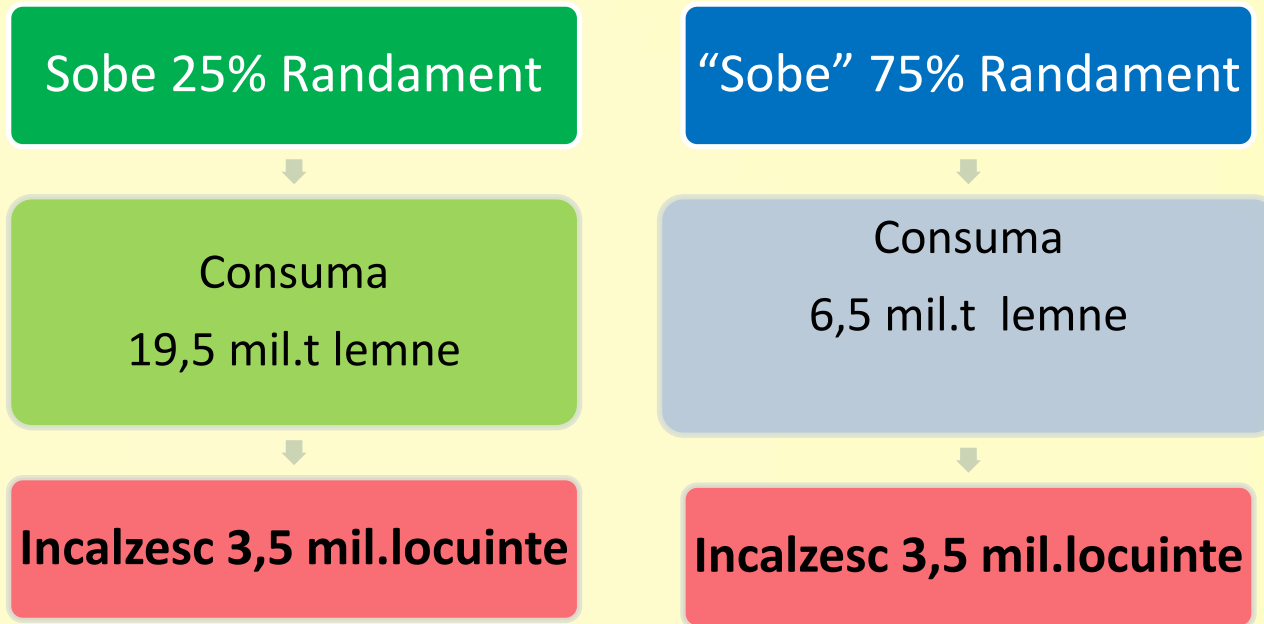 Sobe 25% Randament
Consuma
19,5 mil.t lemne
Incalzesc 3,5 mil.locuinte
“Sobe” 75% Randament
Consuma
6,5 mil.t  lemne
Incalzesc 3,5 mil.locuinte